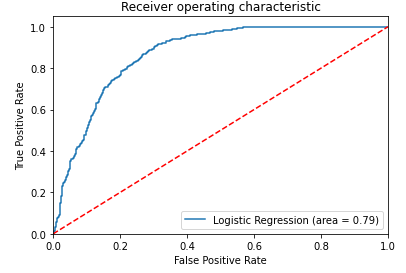 Receiver operating characteristic
True Positive Rate
1.0
0.8
0.6
0.4
0.2
0.0
Logistic Regression (area = 0.79)
0.0 0.2 0.4 0.6 0.8 1.0
False Positive Rate